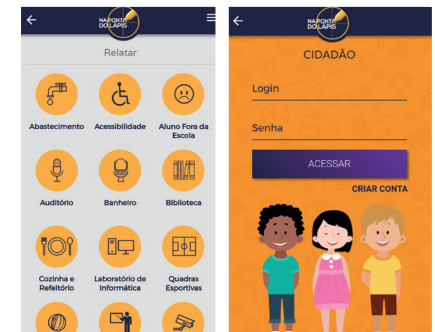 NA PONTA
DO LÁPIS
Relatar
Abastecimento
Acessibilidade
Aluno Fora da
Escola
Auditório
Banheiro
Biblioteca
Cozinha e
Refeitório
Laboratório de
Informática
Quadras
Esportivas
NA PONTA
DO LÁPIS
CIDADÃO
Login
Senha
ACESSAR
CRIAR CONTA